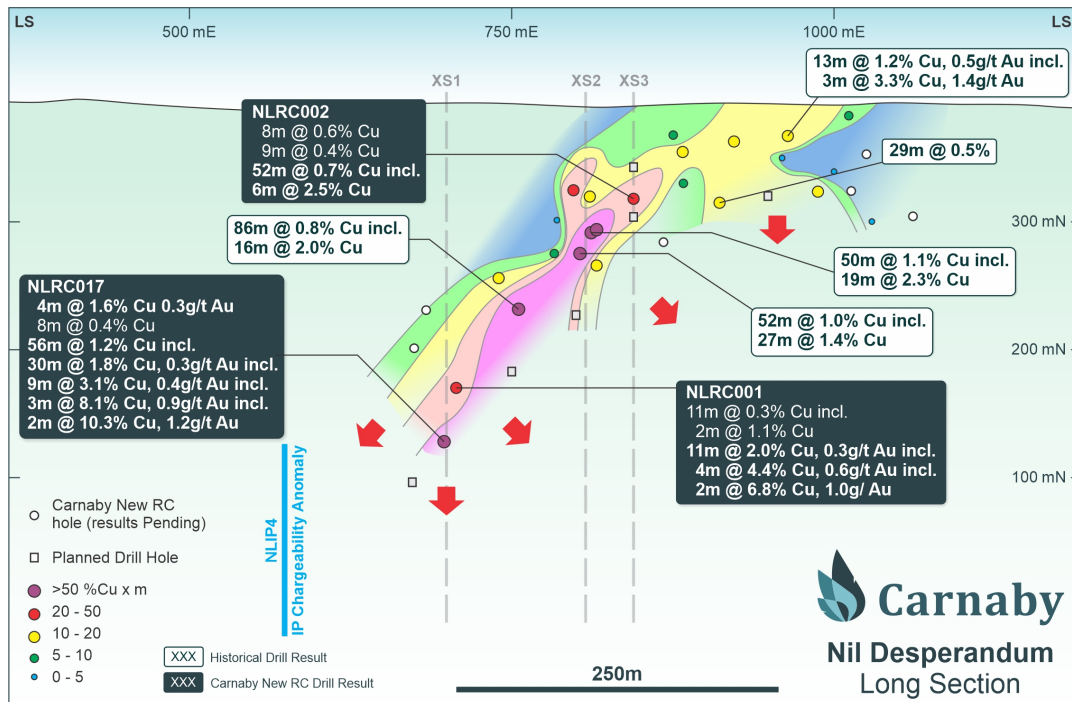 LS
500 mE
750 mE
1000 mE
LS
XS1
XS2
XS3
13m @ 1.2% Cu, 0.5g/t Au incl.
3m @ 3.3% Cu, 1.4g/t Au
NLRC002
8m @ 0.6% Cu
9m @ 0.4% Cu
52m @ 0.7% Cu incl.
6m @ 2.5% Cu
29m @ 0.5%
86m @ 0.8% Cu incl.
16m @ 2.0% Cu
300 mN
50m @ 1.1% Cu incl.
19m @ 2.3% Cu
NLRC017
4m @ 1.6% Cu 0.3g/t Au
8m @ 0.4% Cu
56m @ 1.2% incl.
30m @ 1.8% Cu, 0.3g/t Au incl.
9m @ 3.1% Cu, 0.4g/t Au incl.
3m @ 8.1% Cu, 0.9g/t Au incl.
2m @ 10.3% Cu, 1.2g/t Au
52m @ 1.0% Cu incl.
27m @ 1.4% Cu
200 mN
NLRC001
11m @ 0.3% Cu incl.
2m @ 1.1% Cu
11m @ 2.0% Cu, 0.3g/t Au incl.
4m @ 4.4% Cu, 0.6g/t Au incl.
2m @ 6.8% Cu, 1.0g/ Au
100 mN
NLIP4
IP Chargeability Anomaly
Carnaby New RC
hole (results Pending)
Planned Drill Hole
>50 %Cu x m
20 - 50
10 - 20
5 - 10
0 - 5
XXX Historical Drill Result
XXX Carnaby New RC Drill Result
250m
Carnaby
Nil Desperandum
Long Section